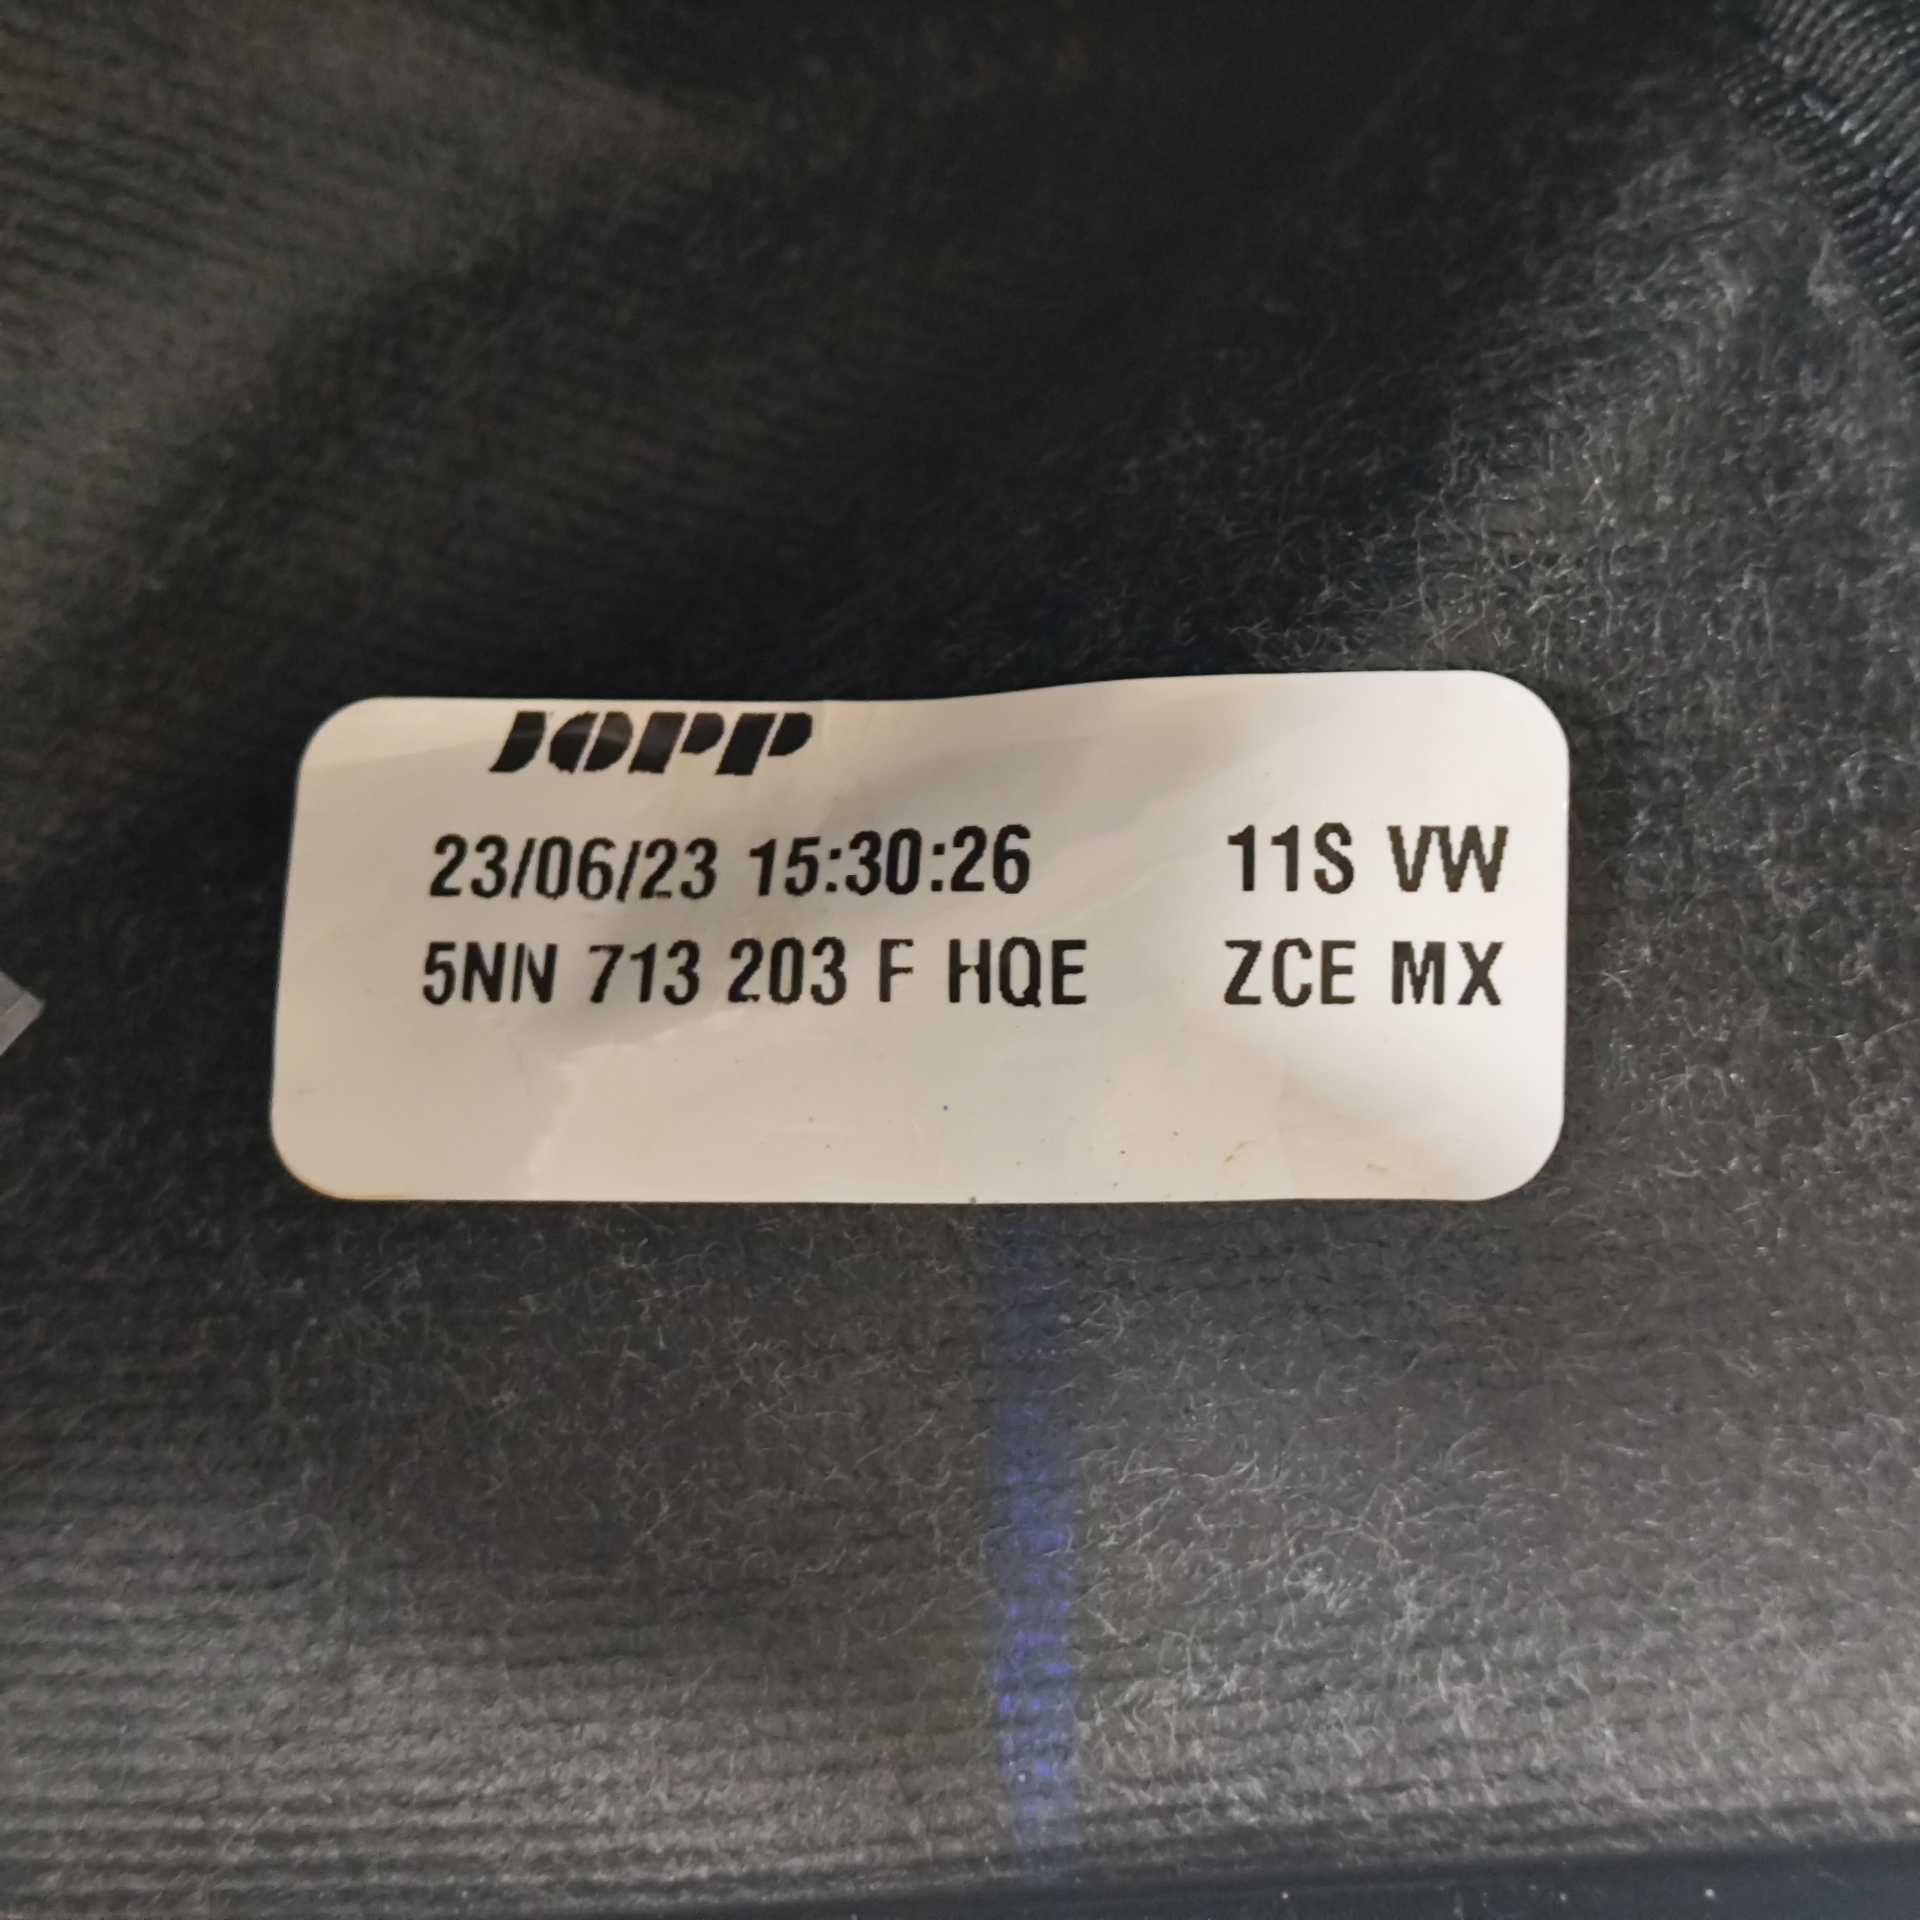 JOPP
23/06/23 15:30:26 11S VW
5NN 713 203 F HQE ZCE MX